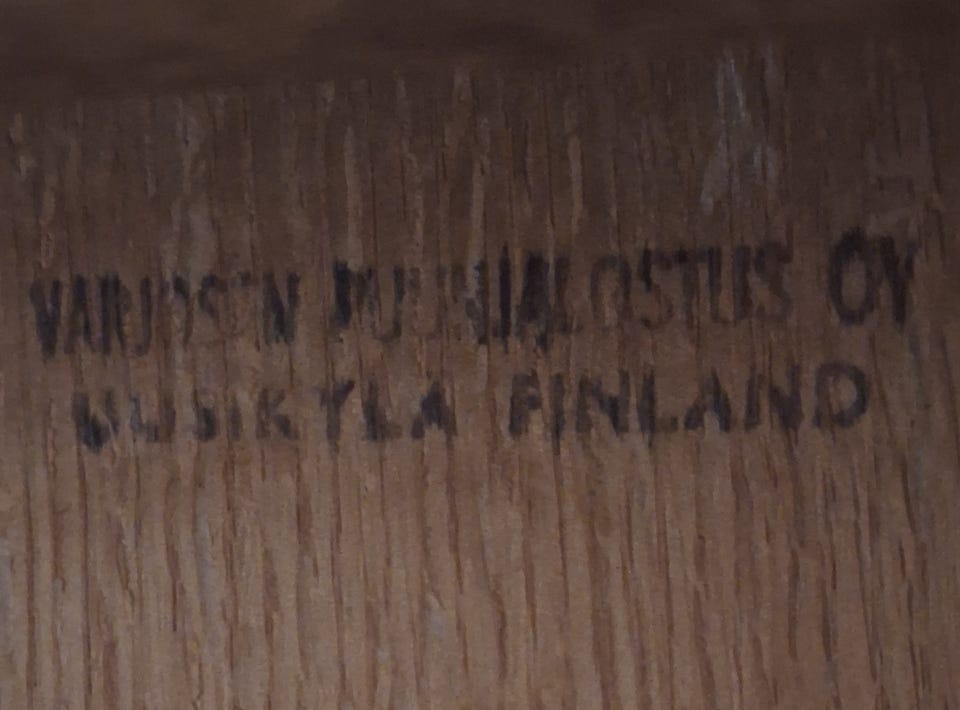 VARJOSEN PUUNJALOSTUS OY
UUSIKYLÄ FINLAND